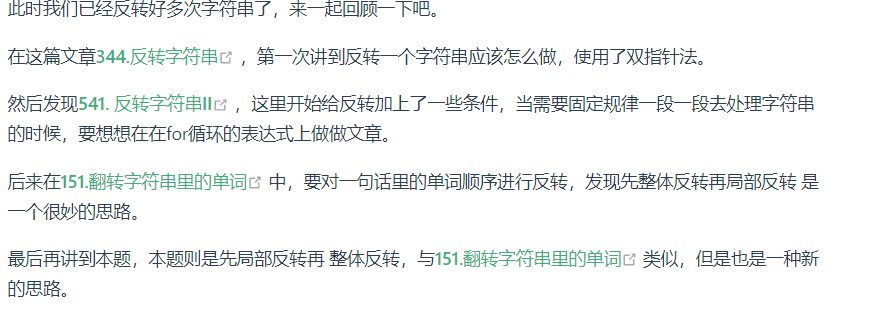 此时我们已经反转好多次字符串了，来一起回顾一下吧。
在这篇文章344.反转字符串，第一次讲到反转一个字符串应该怎么做，使用了双指针法。
然后发现541. 反转字符串II，这里开始给反转加上了一些条件，当需要固定规律一段一段去处理字符串
的时候，要想想在在for循环的表达式上做做文章。
后来在151.翻转字符串里的单词 中，要对一句话里的单词顺序进行反转，发现先整体反转再局部反转 是
一个很妙的思路。
最后再讲到本题，本题则是先局部反转再 整体反转，与151.翻转字符串里的单词 类似，但是也是一种新
的思路。